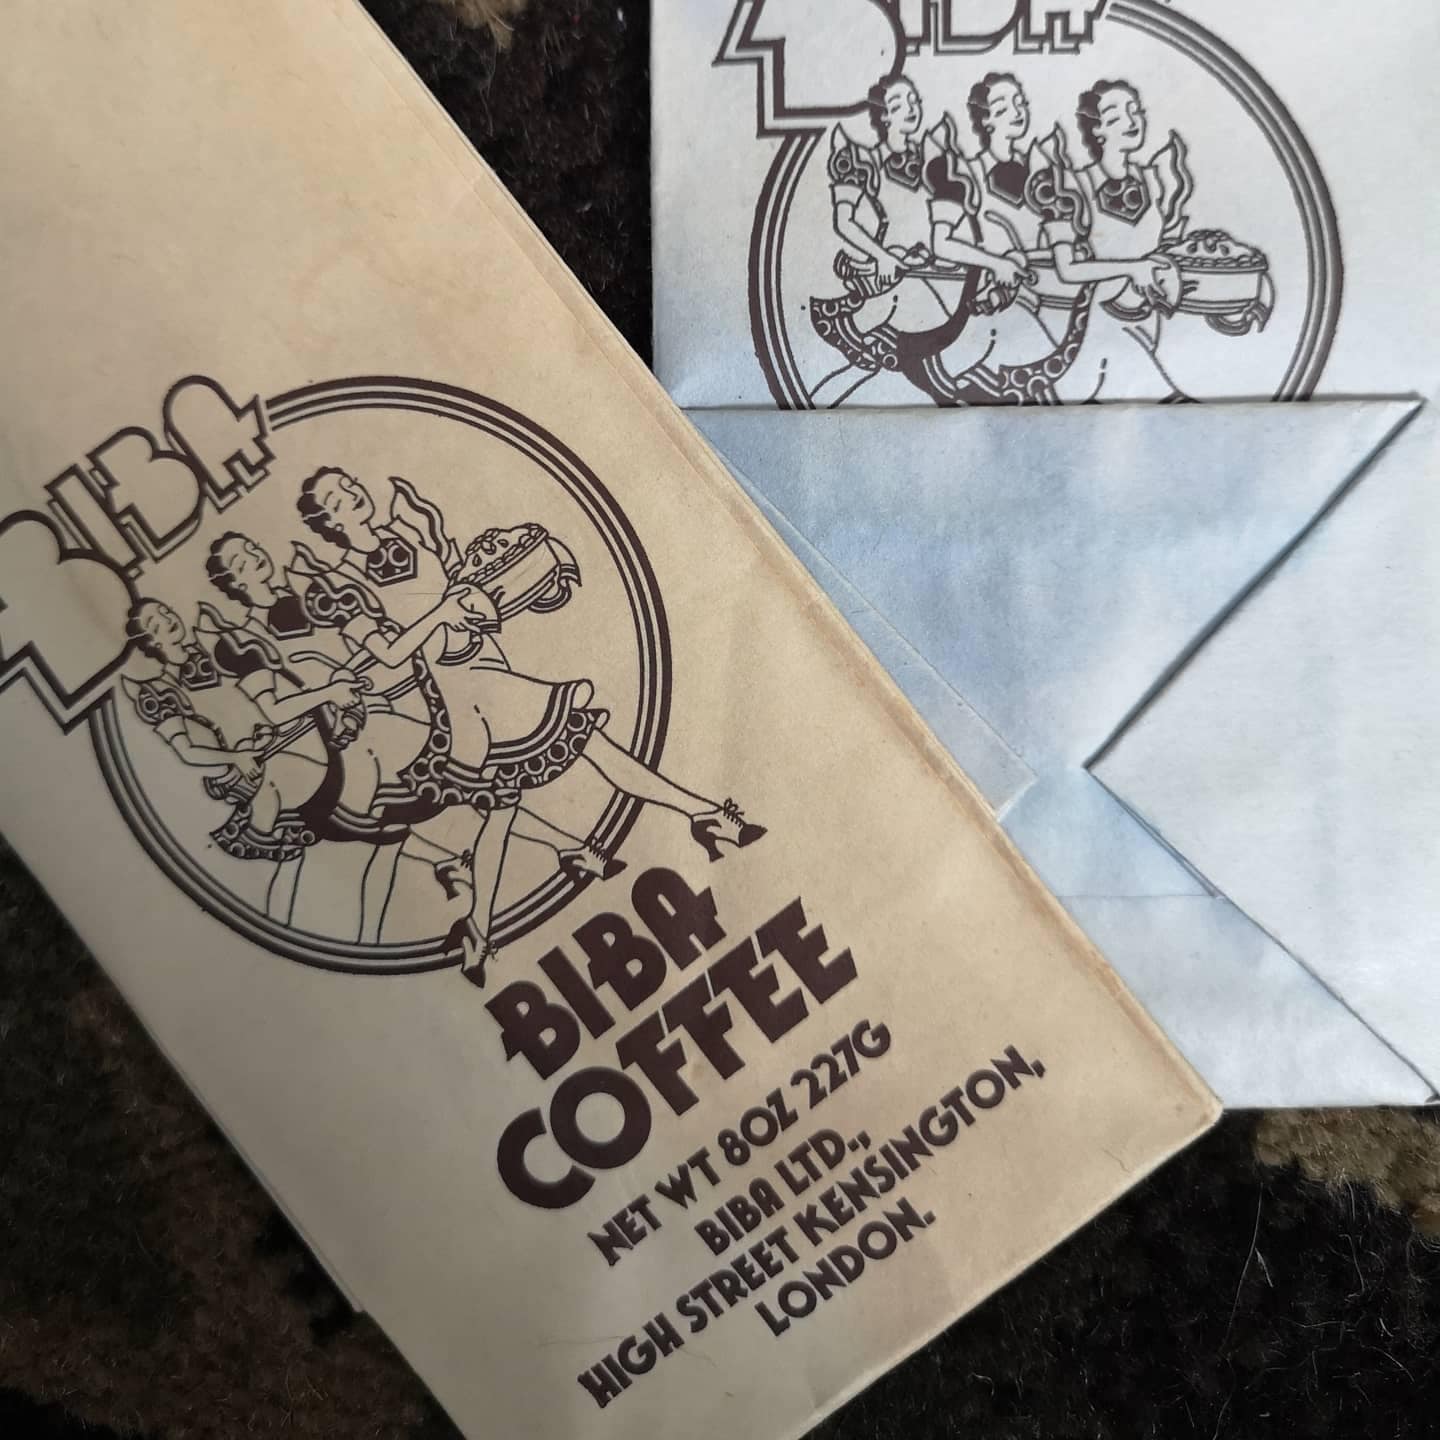 BIBA
BIBA
COFFEE
NET WT 8OZ 227G
BIBA LTD.,
HIGH STREET KENSINGTON,
LONDON.
BIBA